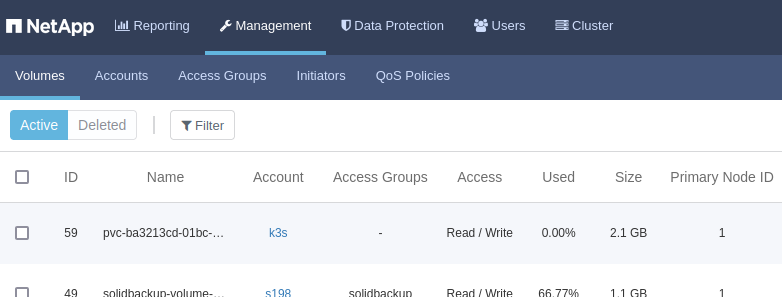 NetApp Reporting Management Data Protection Users Cluster
Volumes Accounts Access Groups Initiators QoS Policies
Active Deleted Filter
ID Name Account Access Groups Access Used Size Primary Node ID
59 pvc-ba3213cd-01bc-... k3s - Read / Write 0.00% 2.1 GB 1
49 solidbackup-volume-... s198 solidbackup Read / Write 66.77% 1.1 GB 1